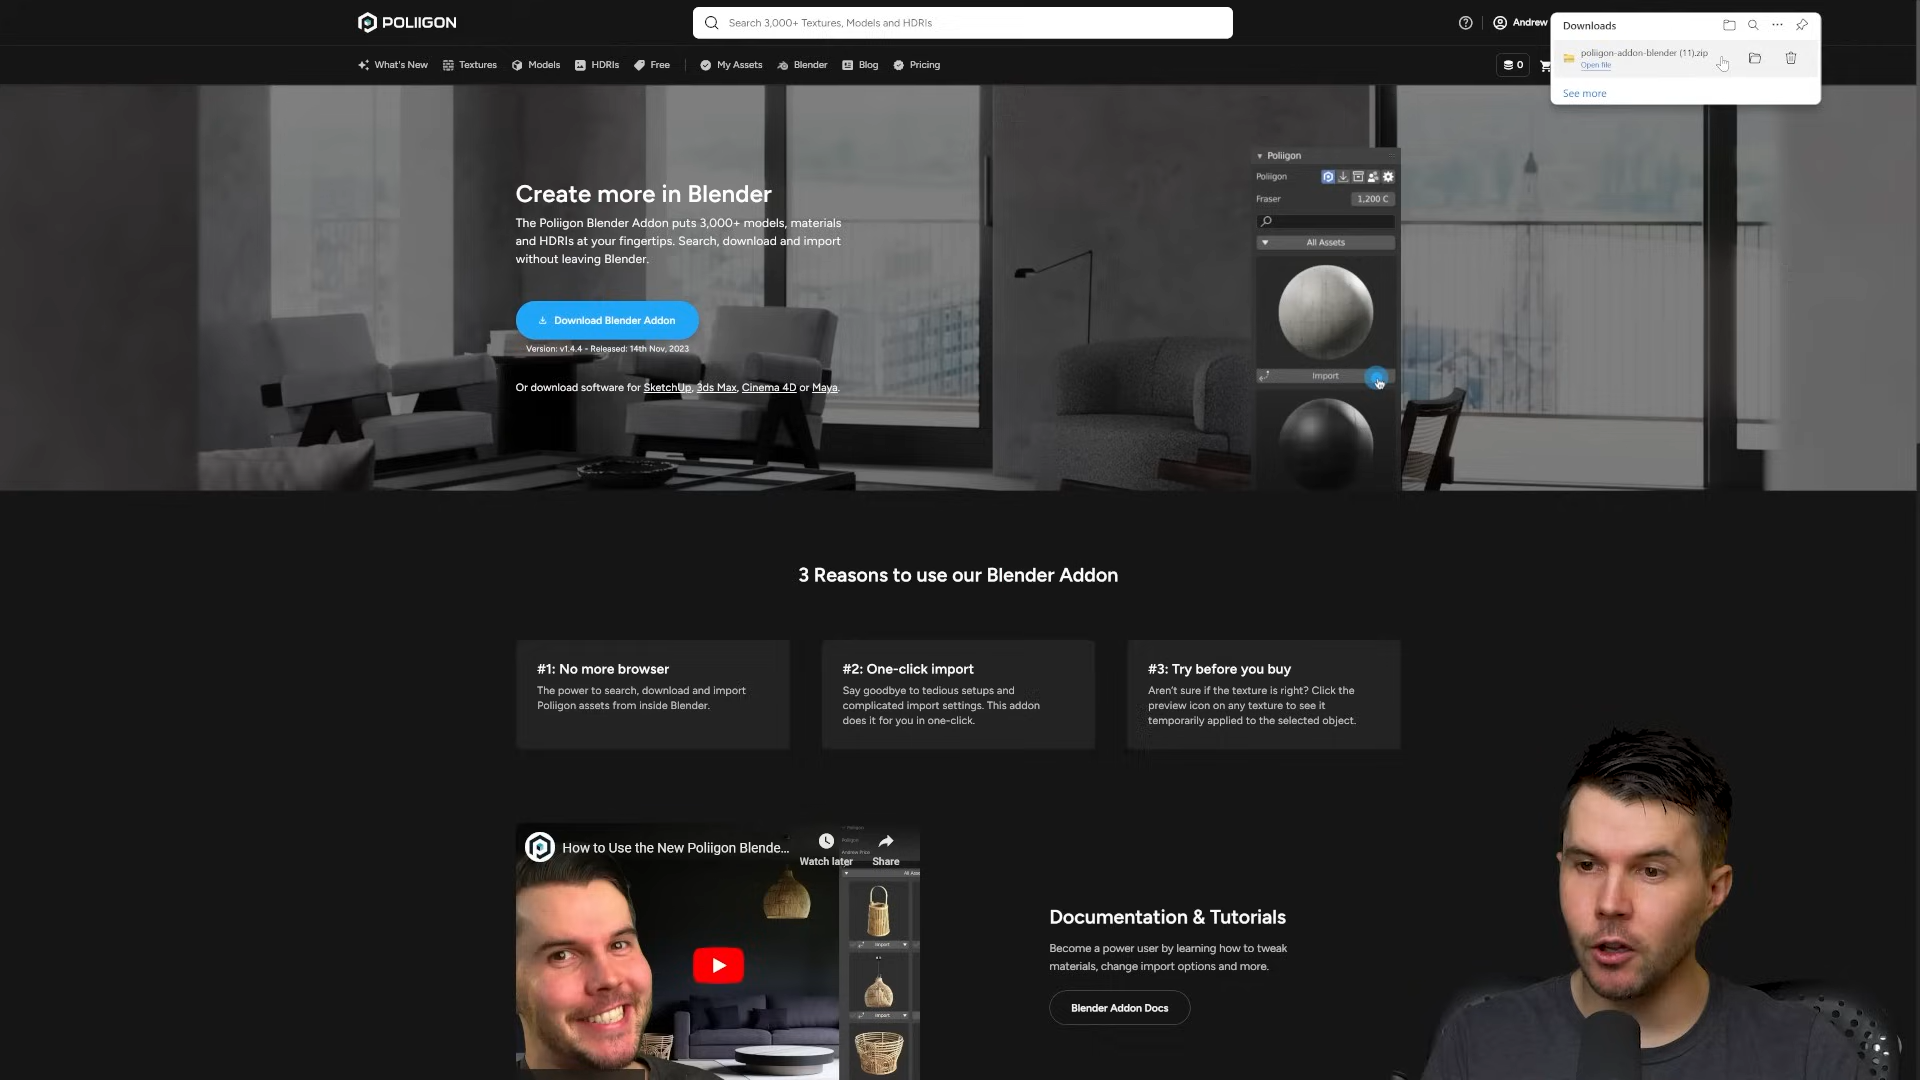 POLIIGON
Search 3,000+ Textures, Models and HDRIs
Andrew
Downloads
poliigon-addon-blender (11).zip
Open file
See more
What's New
Textures
Models
HDRIs
Free
My Assets
Blender
Blog
Pricing
0
Create more in Blender
The Poliigon Blender Addon puts 3,000+ models, materials
and HDRIs at your fingertips. Search, download and import
without leaving Blender.
Download Blender Addon
Version: v1.4.4 - Released: 14th Nov, 2023
Or download software for SketchUp, 3ds Max, Cinema 4D or Maya.
Poliigon
Poliigon
Fraser
1,200 C
All Assets
Import
3 Reasons to use our Blender Addon
#1: No more browser
The power to search, download and import
Poliigon assets from inside Blender.
#2: One-click import
Say goodbye to tedious setups and
complicated import settings. This addon
does it for you in one-click.
#3: Try before you buy
Aren't sure if the texture is right? Click the
preview icon on any texture to see it
temporarily applied to the selected object.
How to Use the New Poliigon Blende...
Watch later
Share
Import
Import
Documentation & Tutorials
Become a power user by learning how to tweak
materials, change import options and more.
Blender Addon Docs